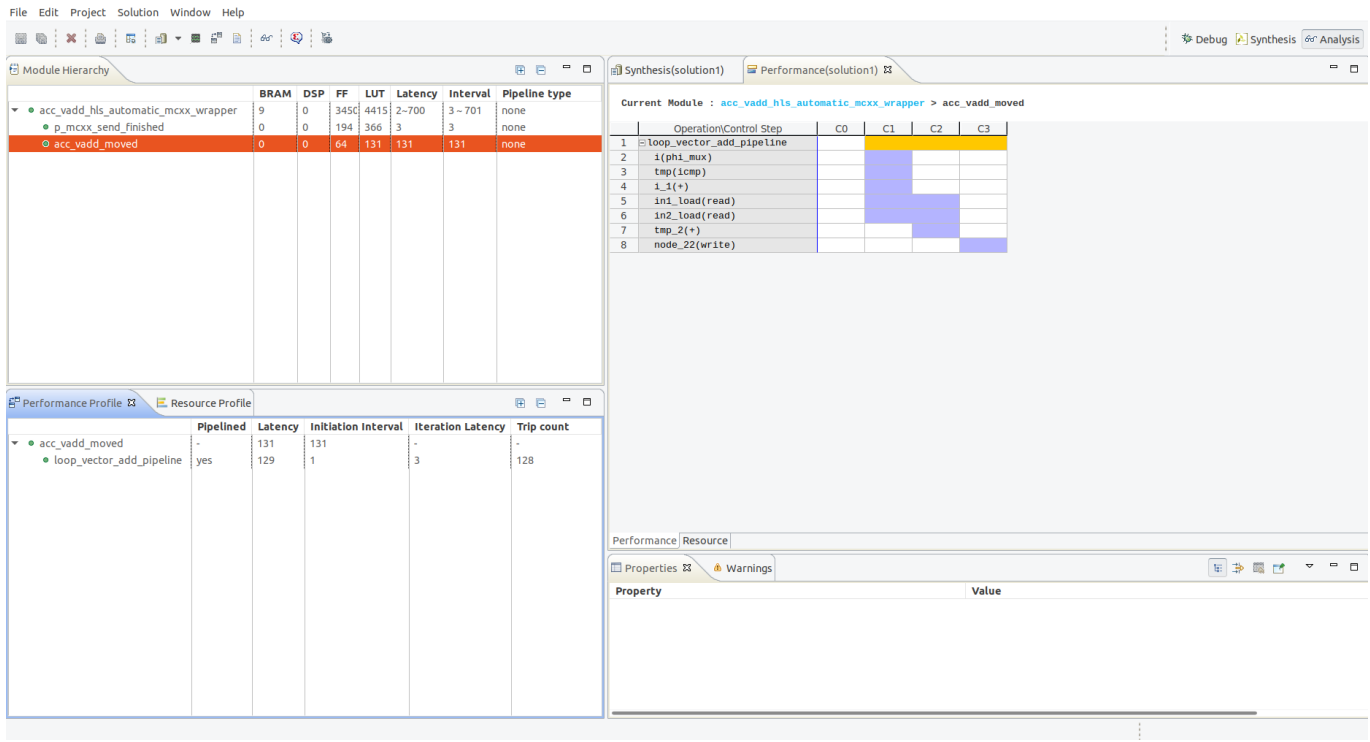 File Edit Project Solution Window Help
Debug Synthesis Analysis
Module Hierarchy
BRAM DSP FF LUT Latency Interval Pipeline type
acc_vadd_hls_automatic_mcxx_wrapper 9 0 3450 4415 2~700 3 ~ 701 none
p_mcxx_send_finished 0 0 194 366 3 3 none
acc_vadd_moved 0 0 64 131 131 131 none
Performance Profile Resource Profile
Pipelined Latency Initiation Interval Iteration Latency Trip count
acc_vadd_moved - 131 131 - -
loop_vector_add_pipeline yes 129 1 3 128
Synthesis(solution1) Performance(solution1)
Current Module : acc_vadd_hls_automatic_mcxx_wrapper > acc_vadd_moved
Operation\Control Step C0 C1 C2 C3
1 loop_vector_add_pipeline
2 i(phi_mux)
3 tmp(icmp)
4 i_1(+)
5 in1_load(read)
6 in2_load(read)
7 tmp_2(+)
8 node_22(write)
Performance Resource
Properties Warnings
Property Value